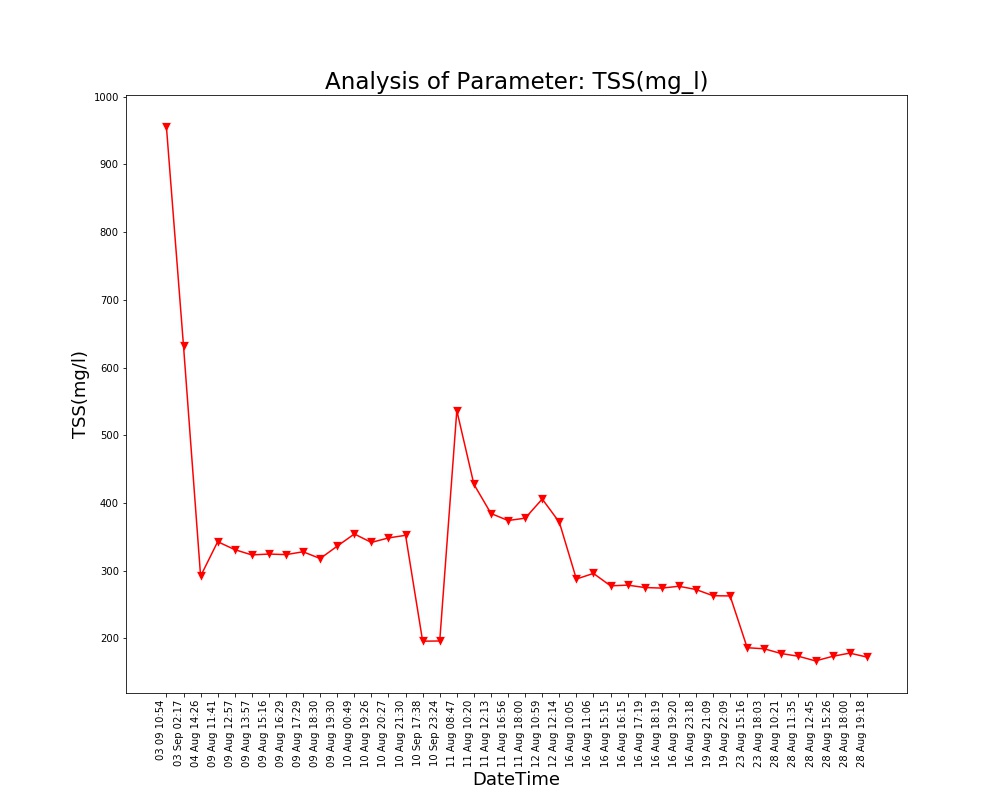 Analysis of Parameter: TSS(mg_l)
1000
900
800
700
600
500
400
300
200
TSS(mg/l)
03 09 10:54
03 Sep 02:17
04 Aug 14:26
09 Aug 11:41
09 Aug 12:57
09 Aug 13:57
09 Aug 15:16
09 Aug 16:29
09 Aug 17:29
09 Aug 18:30
09 Aug 19:30
10 Aug 00:49
10 Aug 19:26
10 Aug 20:27
10 Aug 21:30
10 Sep 17:38
10 Sep 23:24
11 Aug 08:47
11 Aug 10:20
11 Aug 12:13
11 Aug 16:56
11 Aug 18:00
12 Aug 10:59
12 Aug 12:14
16 Aug 10:05
16 Aug 11:06
16 Aug 15:15
16 Aug 16:15
16 Aug 17:19
16 Aug 18:19
16 Aug 19:20
16 Aug 23:18
19 Aug 21:09
19 Aug 22:09
23 Aug 15:16
23 Aug 18:03
28 Aug 10:21
28 Aug 11:35
28 Aug 12:45
28 Aug 15:26
28 Aug 18:00
28 Aug 19:18
DateTime